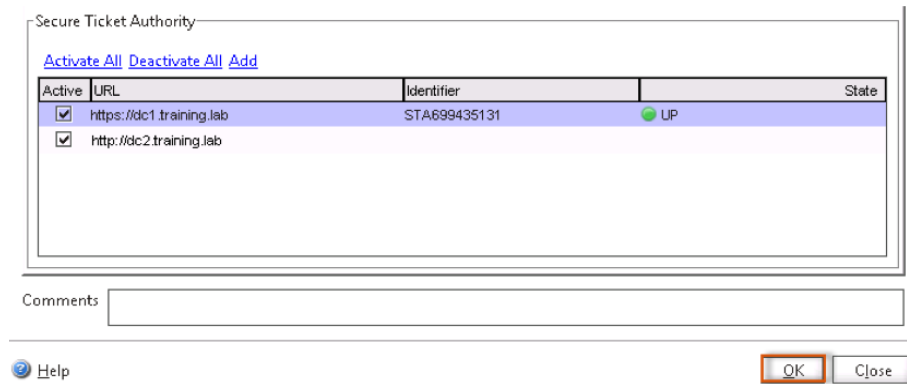 Secure Ticket Authority
Activate All Deactivate All Add
Active URL Identifier State
https://dc1.training.lab STA699435131 UP
http://dc2.training.lab
Comments
Help OK Close